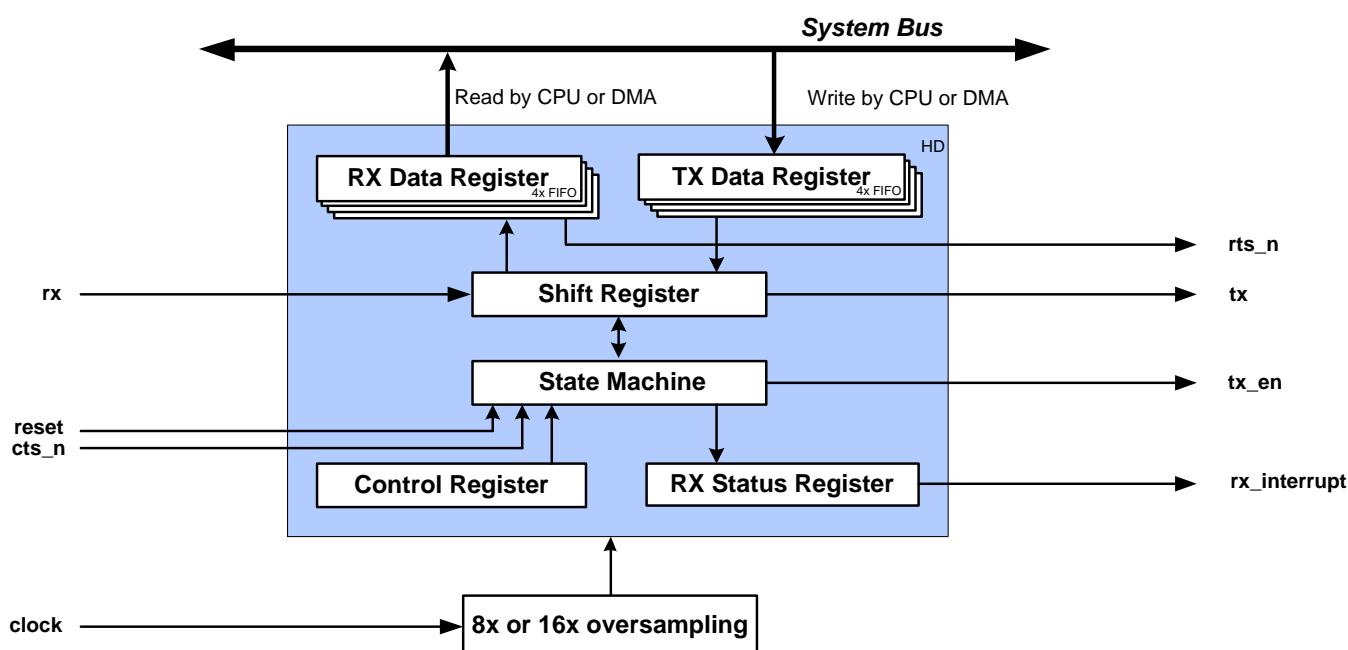 System Bus
Read by CPU or DMA
Write by CPU or DMA
HD
RX Data Register
4x FIFO
TX Data Register
4x FIFO
rts_n
rx
Shift Register
tx
State Machine
tx_en
reset
cts_n
Control Register
RX Status Register
rx_interrupt
clock
8x or 16x oversampling